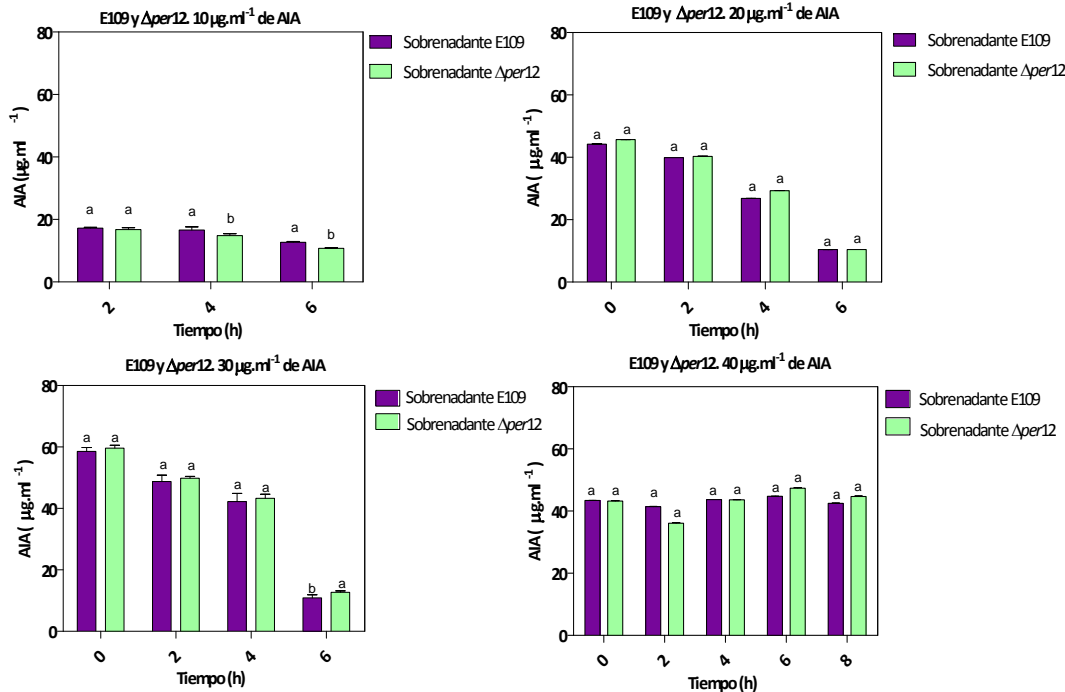 E109 y Δper12. 10 µg.ml⁻¹ de AIA
Sobrenadante E109
Sobrenadante Δper12
AIA (µg.ml⁻¹)
80
60
40
20
0
a a a b a b
2 4 6
Tiempo (h)
E109 y Δper12. 20 µg.ml⁻¹ de AIA
Sobrenadante E109
Sobrenadante Δper12
AIA ( µg.ml⁻¹)
80
60
40
20
0
a a a a a a a a
0 2 4 6
Tiempo (h)
E109 y Δper12. 30 µg.ml⁻¹ de AIA
Sobrenadante E109
Sobrenadante Δper12
AIA ( µg.ml⁻¹)
80
60
40
20
0
a a a a a a b a
0 2 4 6
Tiempo (h)
E109 y Δper12. 40 µg.ml⁻¹ de AIA
Sobrenadante E109
Sobrenadante Δper12
AIA ( µg.ml⁻¹)
80
60
40
20
0
a a a a a a a a a a
0 2 4 6 8
Tiempo (h)